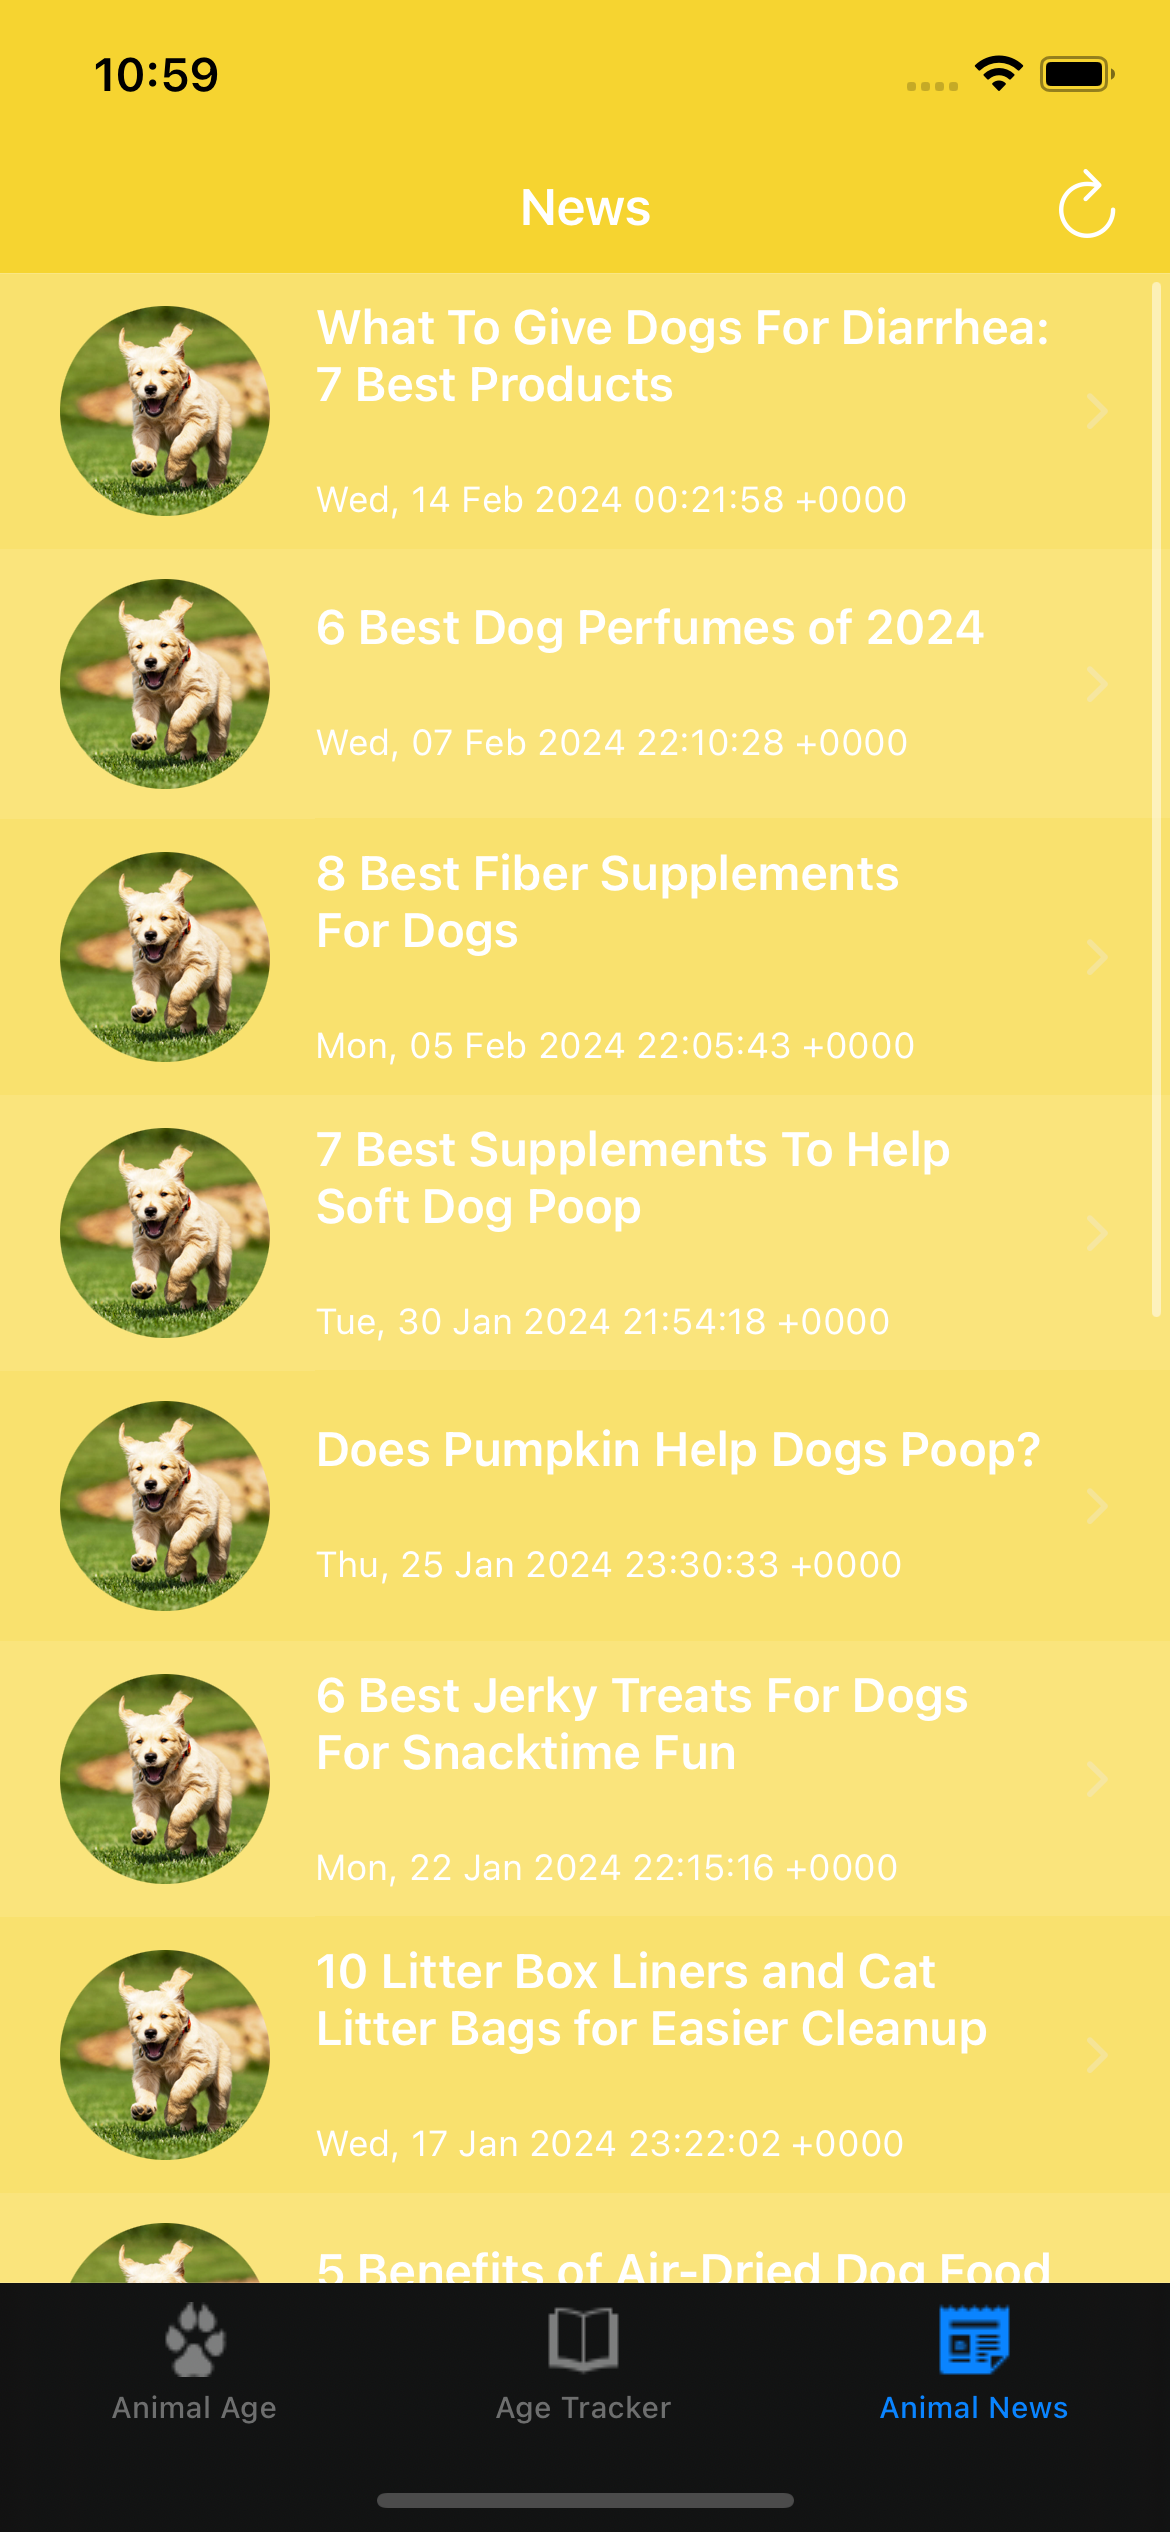 10:59
News
What To Give Dogs For Diarrhea:
7 Best Products
Wed, 14 Feb 2024 00:21:58 +0000
6 Best Dog Perfumes of 2024
Wed, 07 Feb 2024 22:10:28 +0000
8 Best Fiber Supplements
For Dogs
Mon, 05 Feb 2024 22:05:43 +0000
7 Best Supplements To Help
Soft Dog Poop
Tue, 30 Jan 2024 21:54:18 +0000
Does Pumpkin Help Dogs Poop?
Thu, 25 Jan 2024 23:30:33 +0000
6 Best Jerky Treats For Dogs
For Snacktime Fun
Mon, 22 Jan 2024 22:15:16 +0000
10 Litter Box Liners and Cat
Litter Bags for Easier Cleanup
Wed, 17 Jan 2024 23:22:02 +0000
5 Benefits of Air-Dried Dog Food
Animal Age
Age Tracker
Animal News